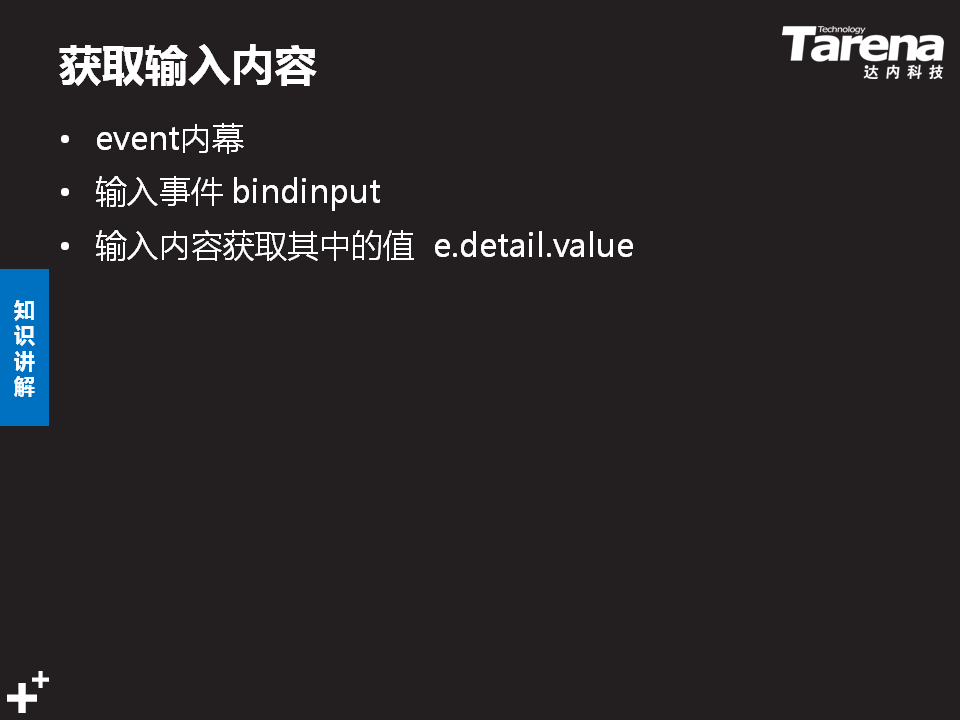 获取输入内容
Technology
Tarena
达内科技
• event内幕
• 输入事件 bindinput
• 输入内容获取其中的值 e.detail.value
知
识
讲
解